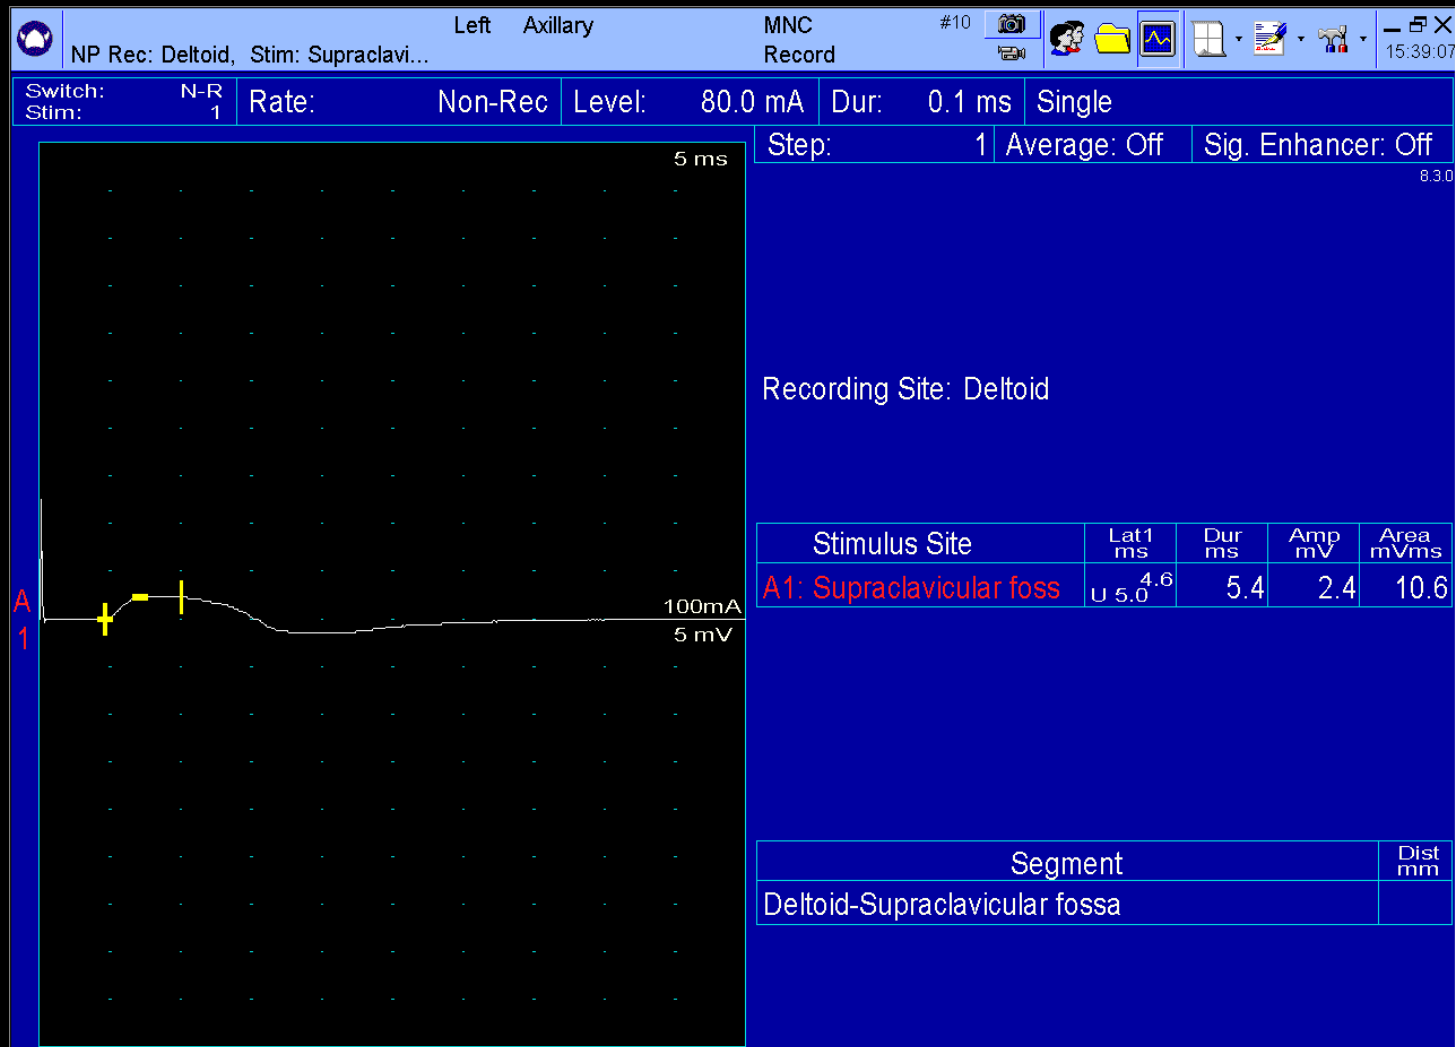 Left Axillary MNC #10
NP Rec: Deltoid, Stim: Supraclavi... Record 15:39:07
Switch: N-R
Stim: 1
Rate: Non-Rec
Level: 80.0 mA
Dur: 0.1 ms
Single
Step: 1
Average: Off
Sig. Enhancer: Off
8.3.0
5 ms
Recording Site: Deltoid
A
1
100mA
5 mV
Stimulus Site Lat1 ms Dur ms Amp mV Area mVms
A1: Supraclavicular foss U 5.0 4.6 5.4 2.4 10.6
Segment Dist mm
Deltoid-Supraclavicular fossa